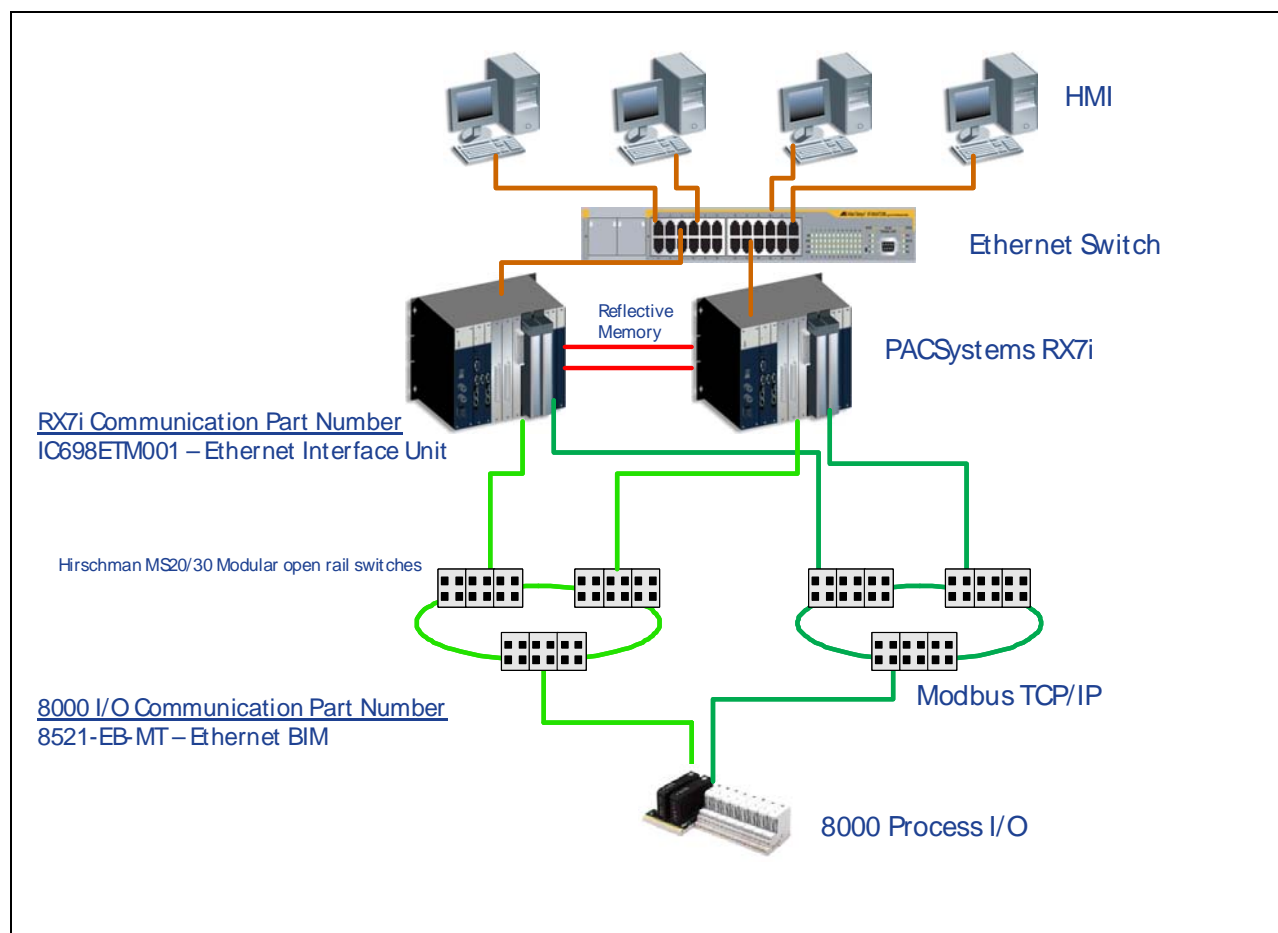 HMI
Ethernet Switch
Reflective
Memory
PACSystems RX7i
RX7i Communication Part Number
IC698ETM001 – Ethernet Interface Unit
Hirschman MS20/30 Modular open rail switches
Modbus TCP/IP
8000 I/O Communication Part Number
8521-EB-MT – Ethernet BIM
8000 Process I/O